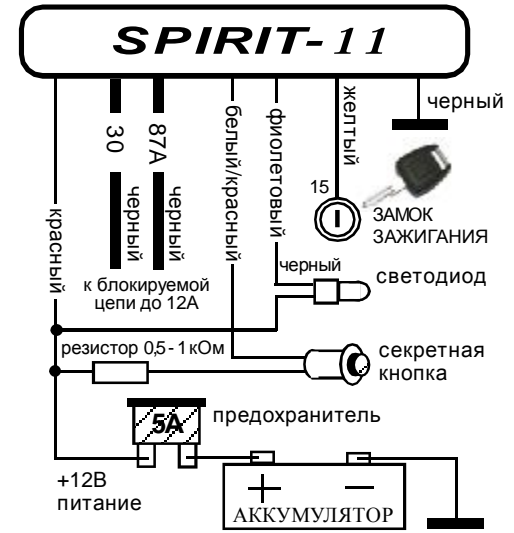 SPIRIT-11
черный
желтый
фиолетовый
белый/красный
87А
30
черный
черный
красный
15
ЗАМОК
ЗАЖИГАНИЯ
к блокируемой
цепи до 12А
черный
светодиод
резистор 0,5-1 кОм
секретная
кнопка
5А
предохранитель
+12В
питание
АККУМУЛЯТОР